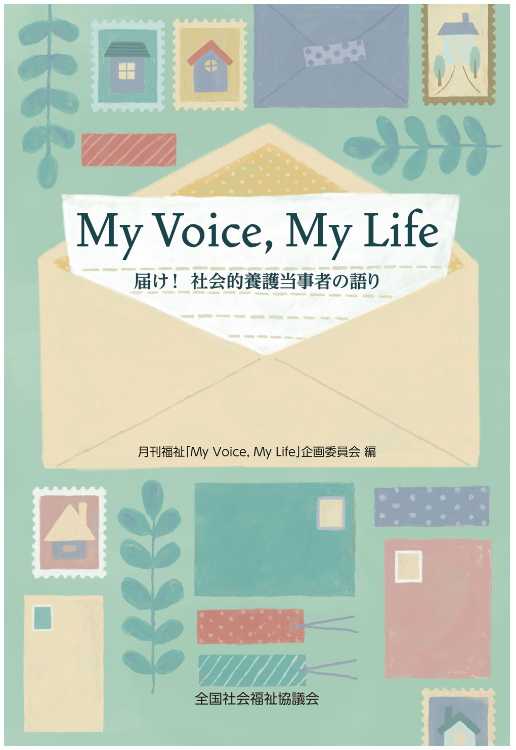 My Voice, My Life
届け! 社会的養護当事者の語り
月刊福祉「My Voice, My Life」企画委員会 編
全国社会福祉協議会